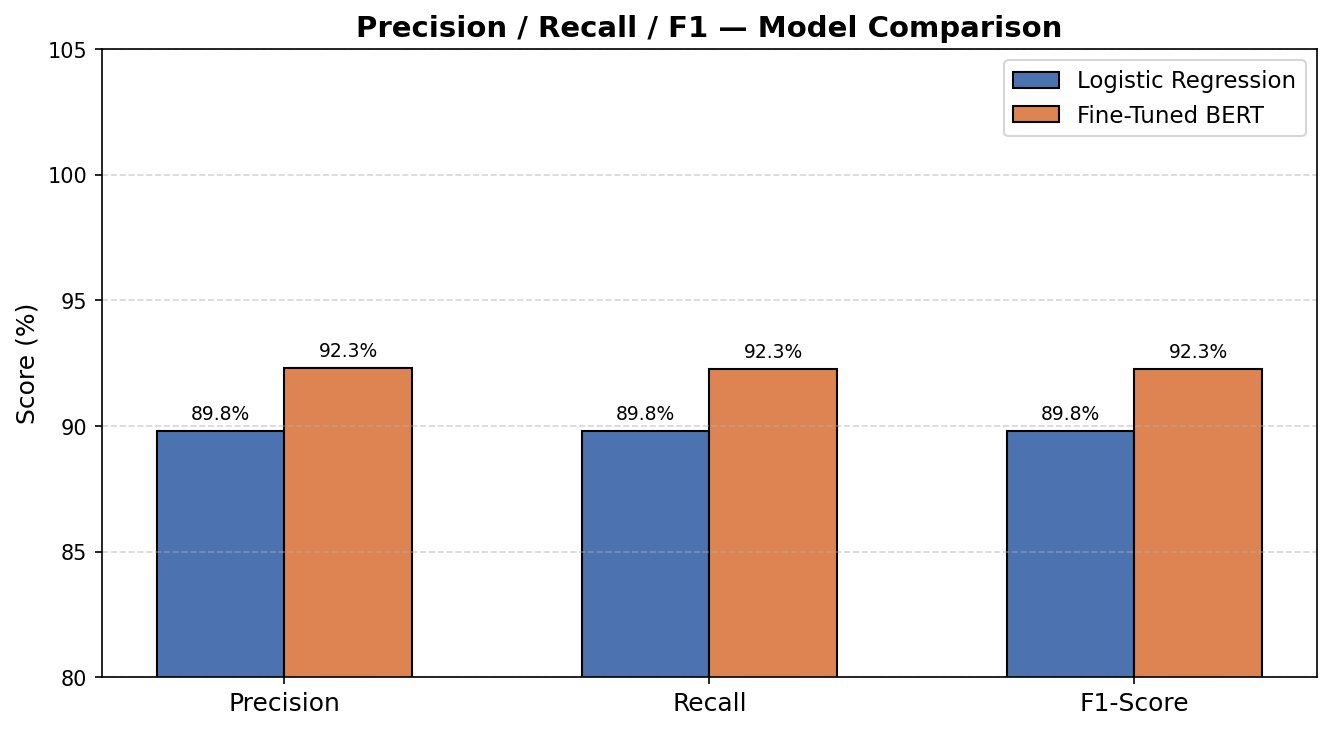 Precision / Recall / F1 — Model Comparison
Logistic Regression
Fine-Tuned BERT
Score (%)
105
100
95
90
85
80
89.8%
92.3%
89.8%
92.3%
89.8%
92.3%
Precision
Recall
F1-Score